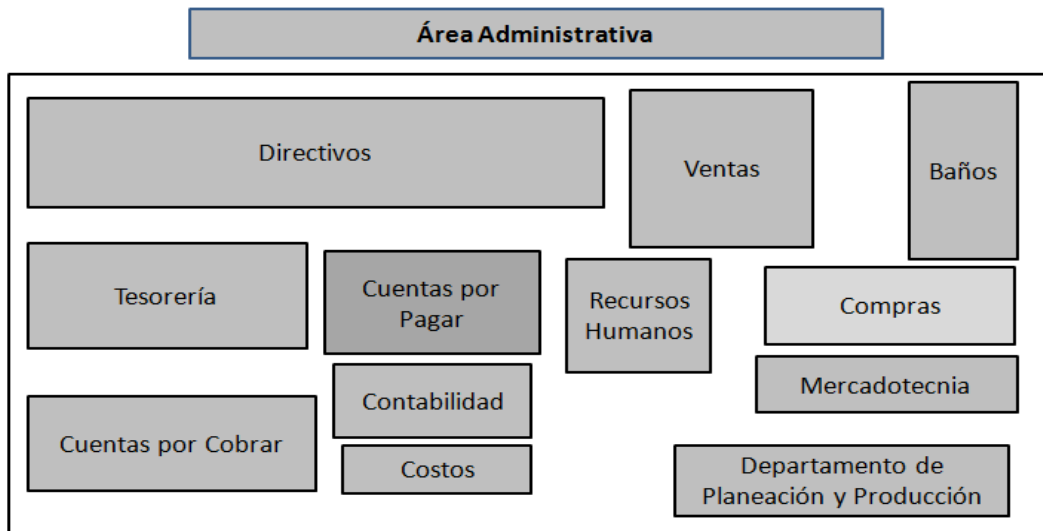 Área Administrativa
Directivos
Ventas
Baños
Tesorería
Cuentas por
Pagar
Recursos
Humanos
Compras
Mercadotecnia
Contabilidad
Cuentas por Cobrar
Costos
Departamento de
Planeación y Producción